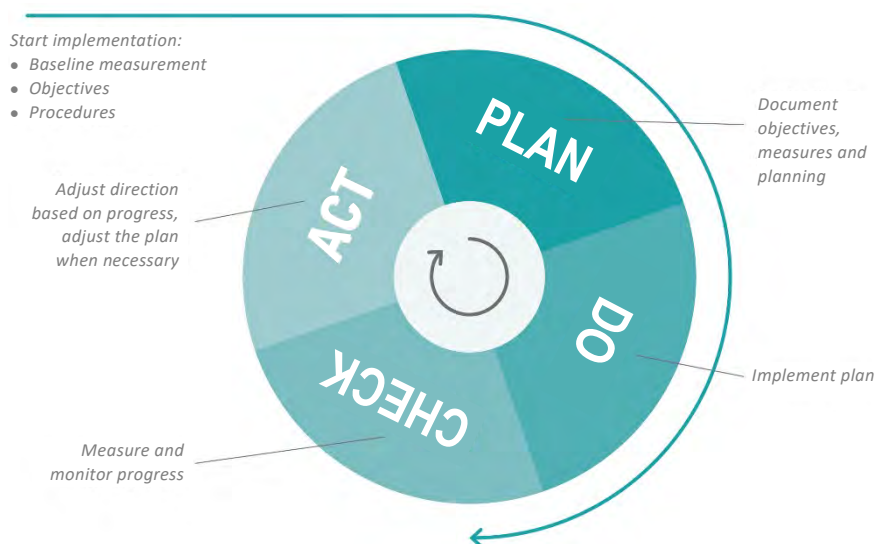 Start implementation:
● Baseline measurement
● Objectives
● Procedures
PLAN
Document
objectives,
measures and
planning
ACT
Adjust direction
based on progress,
adjust the plan
when necessary
DO
Implement plan
CHECK
Measure and
monitor progress